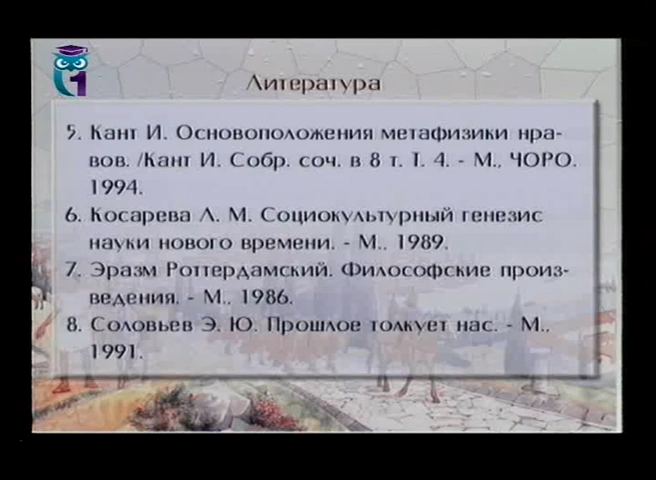 1
Литература
5. Кант И. Основоположения метафизики нра-
вов. /Кант И. Собр. соч. в 8 т. Т. 4. - М., ЧОРО.
1994.
6. Косарева Л. М. Социокультурный генезис
науки нового времени. - М., 1989.
7. Эразм Роттердамский. Философские произ-
ведения. - М., 1986.
8. Соловьев Э. Ю. Прошлое толкует нас. - М.,
1991.